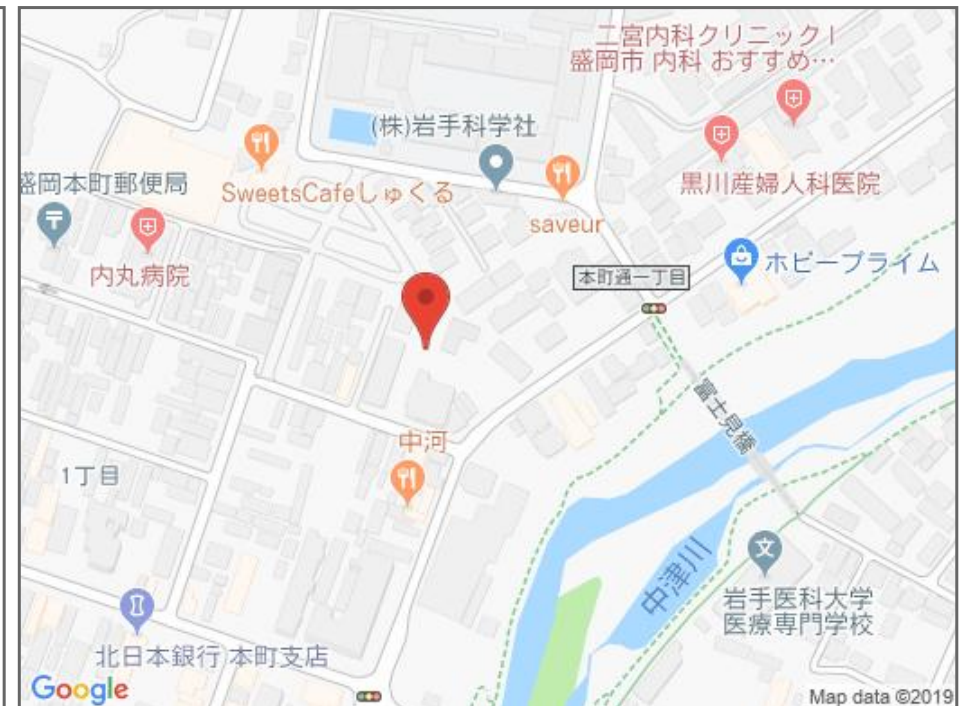 二宮内科クリニック |
盛岡市 内科 おすすめ…
(株)岩手科学社
盛岡本町郵便局
SweetsCafeしゅくる
黒川産婦人科医院
saveur
内丸病院
本町通一丁目
ホビープライム
富士見橋
中河
1丁目
中津川
岩手医科大学
医療専門学校
北日本銀行 本町支店
Google
Map data ©2019